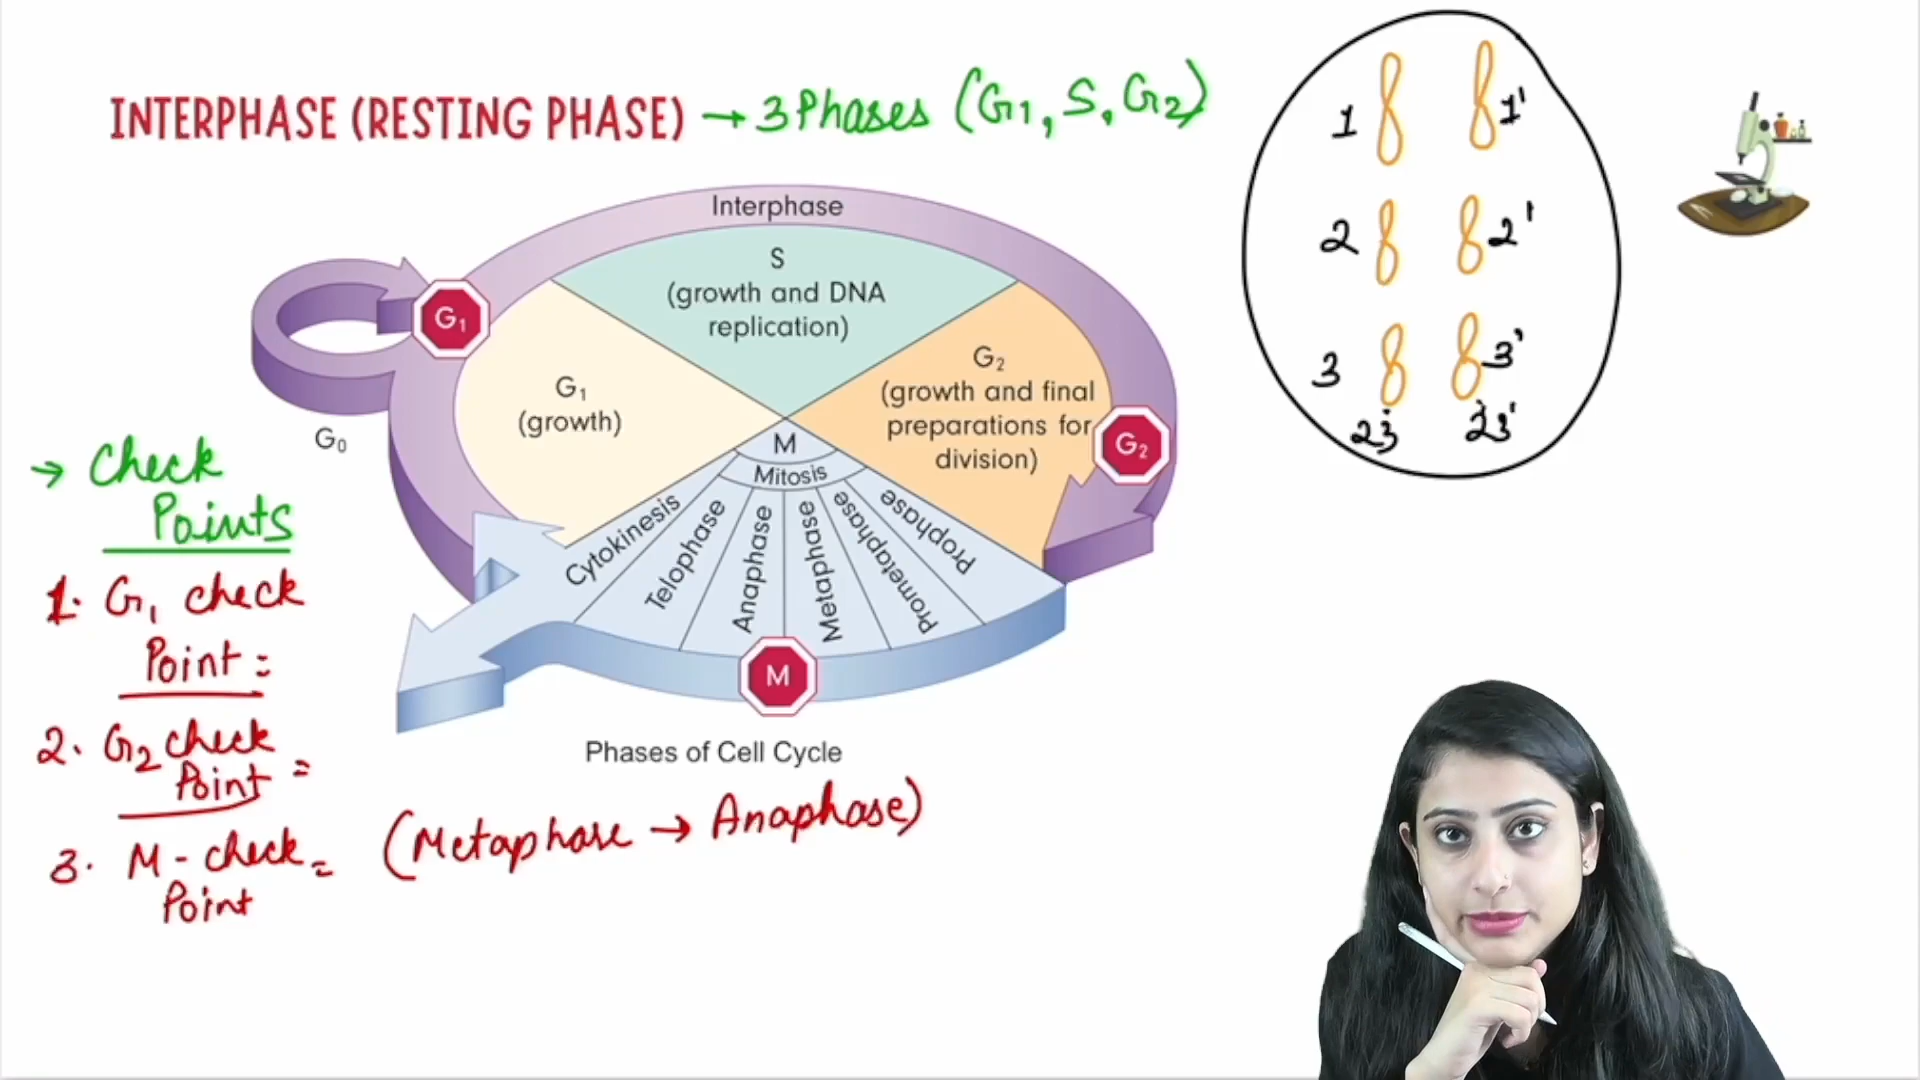 INTERPHASE (RESTING PHASE) → 3 Phases (G1, S, G2)
Interphase
S
(growth and DNA
replication)
G1
G1
(growth)
G0
G2
(growth and final
preparations for
division)
G2
M
Mitosis
Cytokinesis
Telophase
Anaphase
Metaphase
Prometaphase
Prophase
M
Phases of Cell Cycle
→ Check
Points
1. G1 check
Point =
2. G2 check
Point =
3. M - check =
Point
(Metaphase → Anaphase)
1 1'
2 2'
3 3'
23 23'